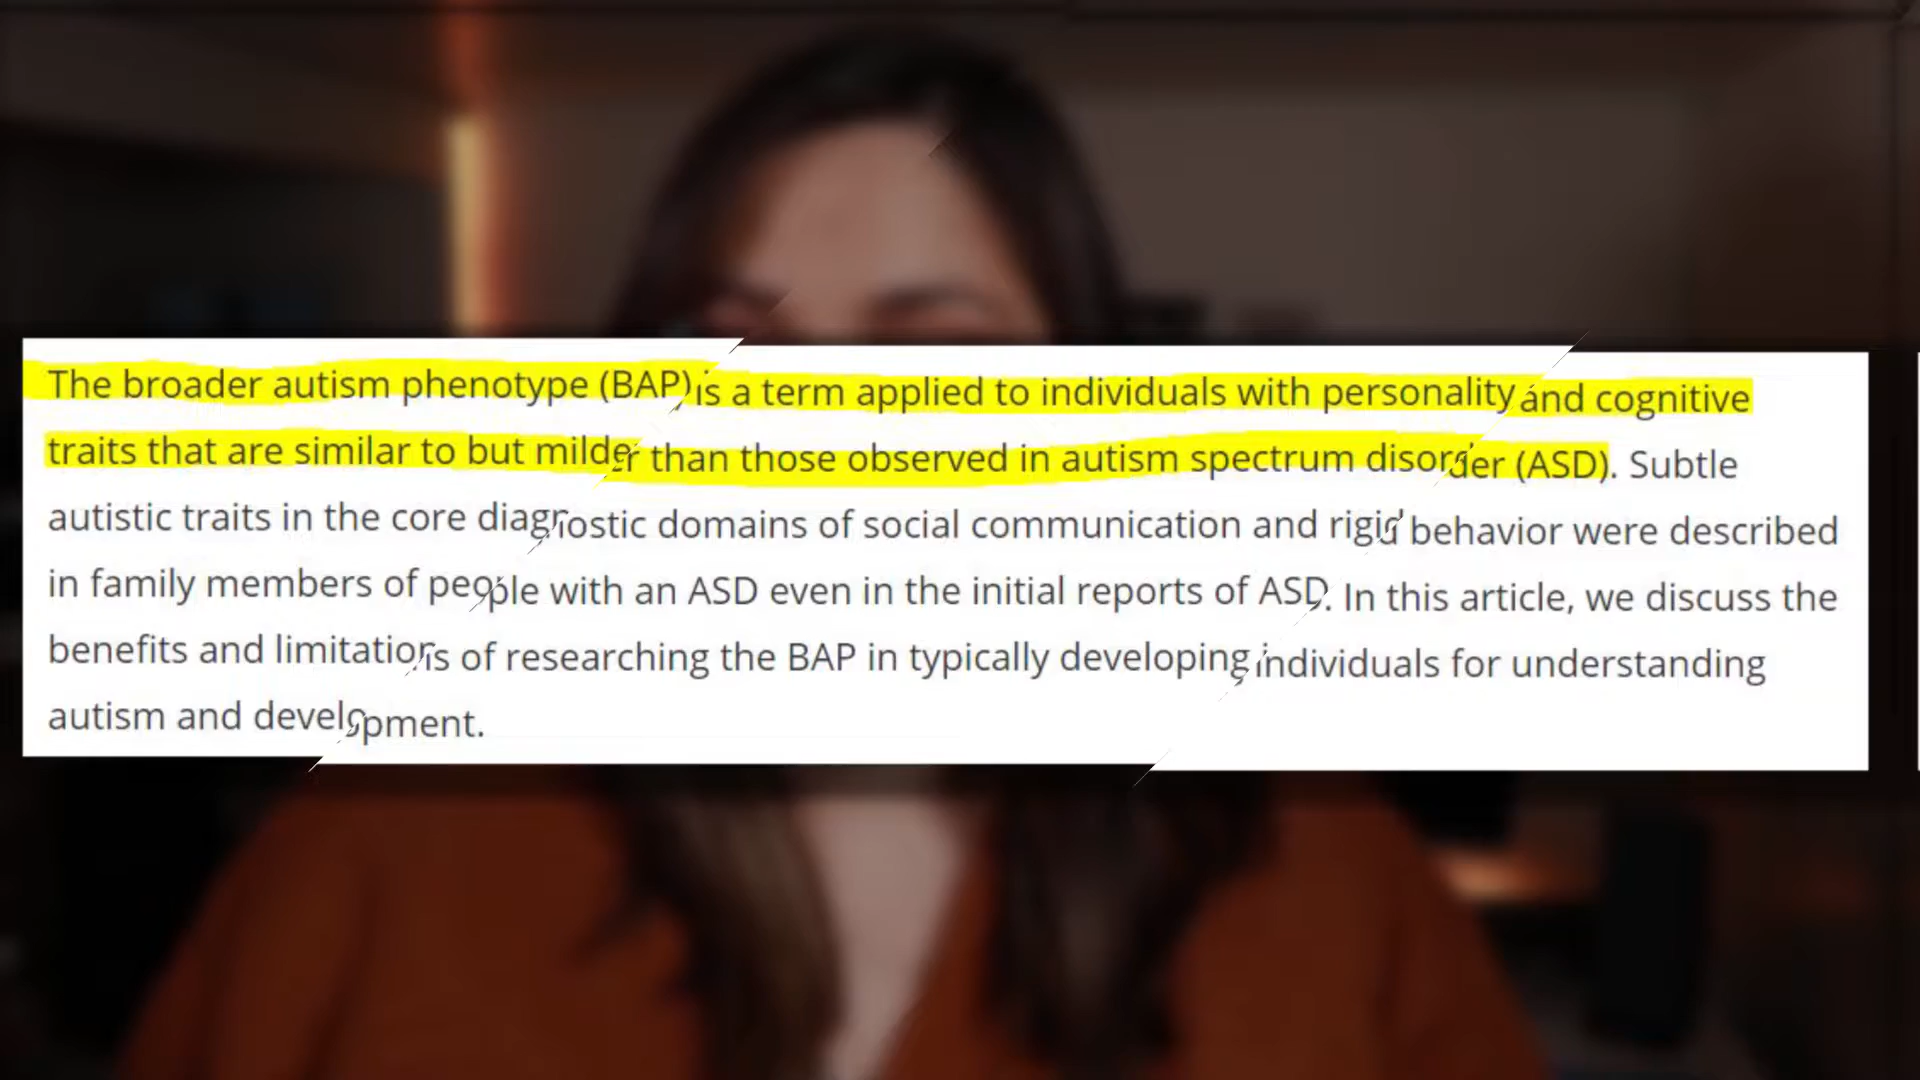 The broader autism phenotype (BAP) is a term applied to individuals with personality and cognitive
traits that are similar to but milder than those observed in autism spectrum disorder (ASD). Subtle
autistic traits in the core diagnostic domains of social communication and rigid behavior were described
in family members of people with an ASD even in the initial reports of ASD. In this article, we discuss the
benefits and limitations of researching the BAP in typically developing individuals for understanding
autism and development.